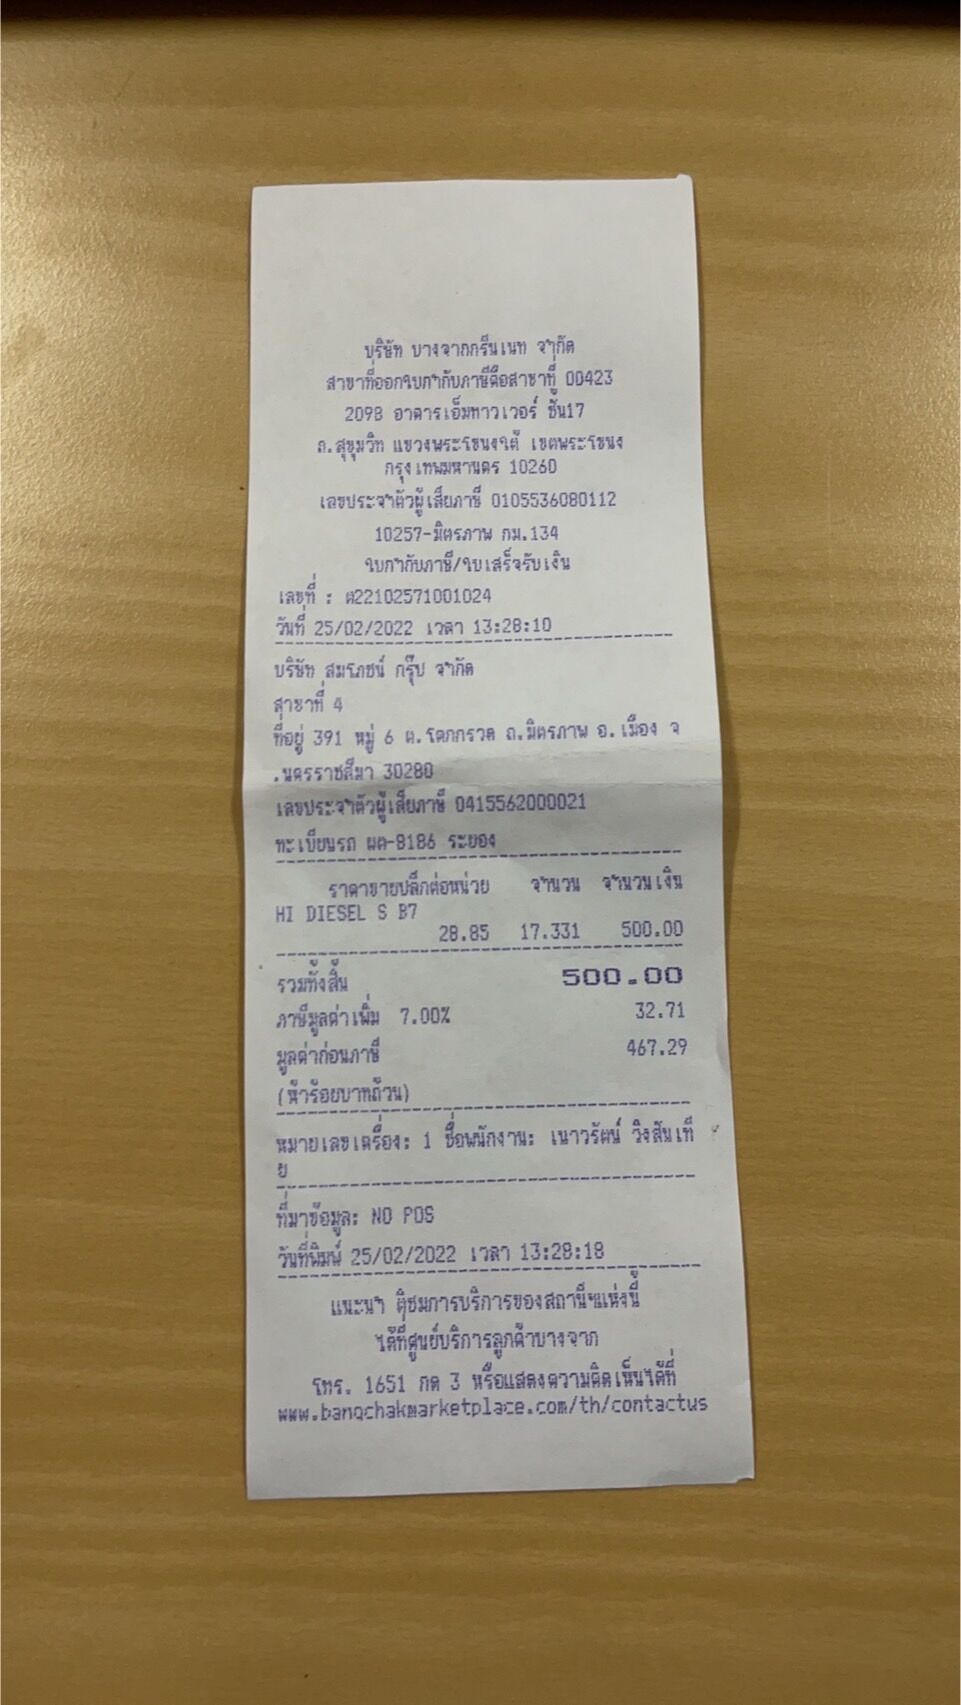 บริษัท บางจากกรีนเนท จำกัด
สาขาที่ออกใบกำกับภาษีคือสาขาที่ 00423
2098 อาคารเอ็มทาวเวอร์ ชั้น17
ถ.สุขุมวิท แขวงพระโขนงใต้ เขตพระโขนง
กรุงเทพมหานคร 10260
เลขประจำตัวผู้เสียภาษี 0105536080112
10257-มิตรภาพ กม.134
ใบกำกับภาษี/ใบเสร็จรับเงิน
เลขที่ : ต22102571001024
วันที่ 25/02/2022 เวลา 13:28:10
บริษัท สมโภชน์ กรุ๊ป จำกัด
สาขาที่ 4
ที่อยู่ 391 หมู่ 6 ต.โคกกรวด ถ.มิตรภาพ อ.เมือง จ
.นครราชสีมา 30280
เลขประจำตัวผู้เสียภาษี 0415562000021
ทะเบียนรถ ผต-8186 ระยอง
ราคาขายปลีกต่อหน่วย จำนวน จำนวนเงิน
HI DIESEL S B7
28.85 17.331 500.00
รวมทั้งสิ้น 500.00
ภาษีมูลค่าเพิ่ม 7.00% 32.71
มูลค่าก่อนภาษี 467.29
(ห้าร้อยบาทถ้วน)
หมายเลขเครื่อง: 1 ชื่อพนักงาน: เนาวรัตน์ วิงสันเที
ย
ที่มาข้อมูล: NO POS
วันที่พิมพ์ 25/02/2022 เวลา 13:28:18
แนะนำ ติชมการบริการของสถานีฯแห่งนี้
ได้ที่ศูนย์บริการลูกค้าบางจาก
โทร. 1651 กด 3 หรือแสดงความคิดเห็นได้ที่
www.bangchakmarketplace.com/th/contactus